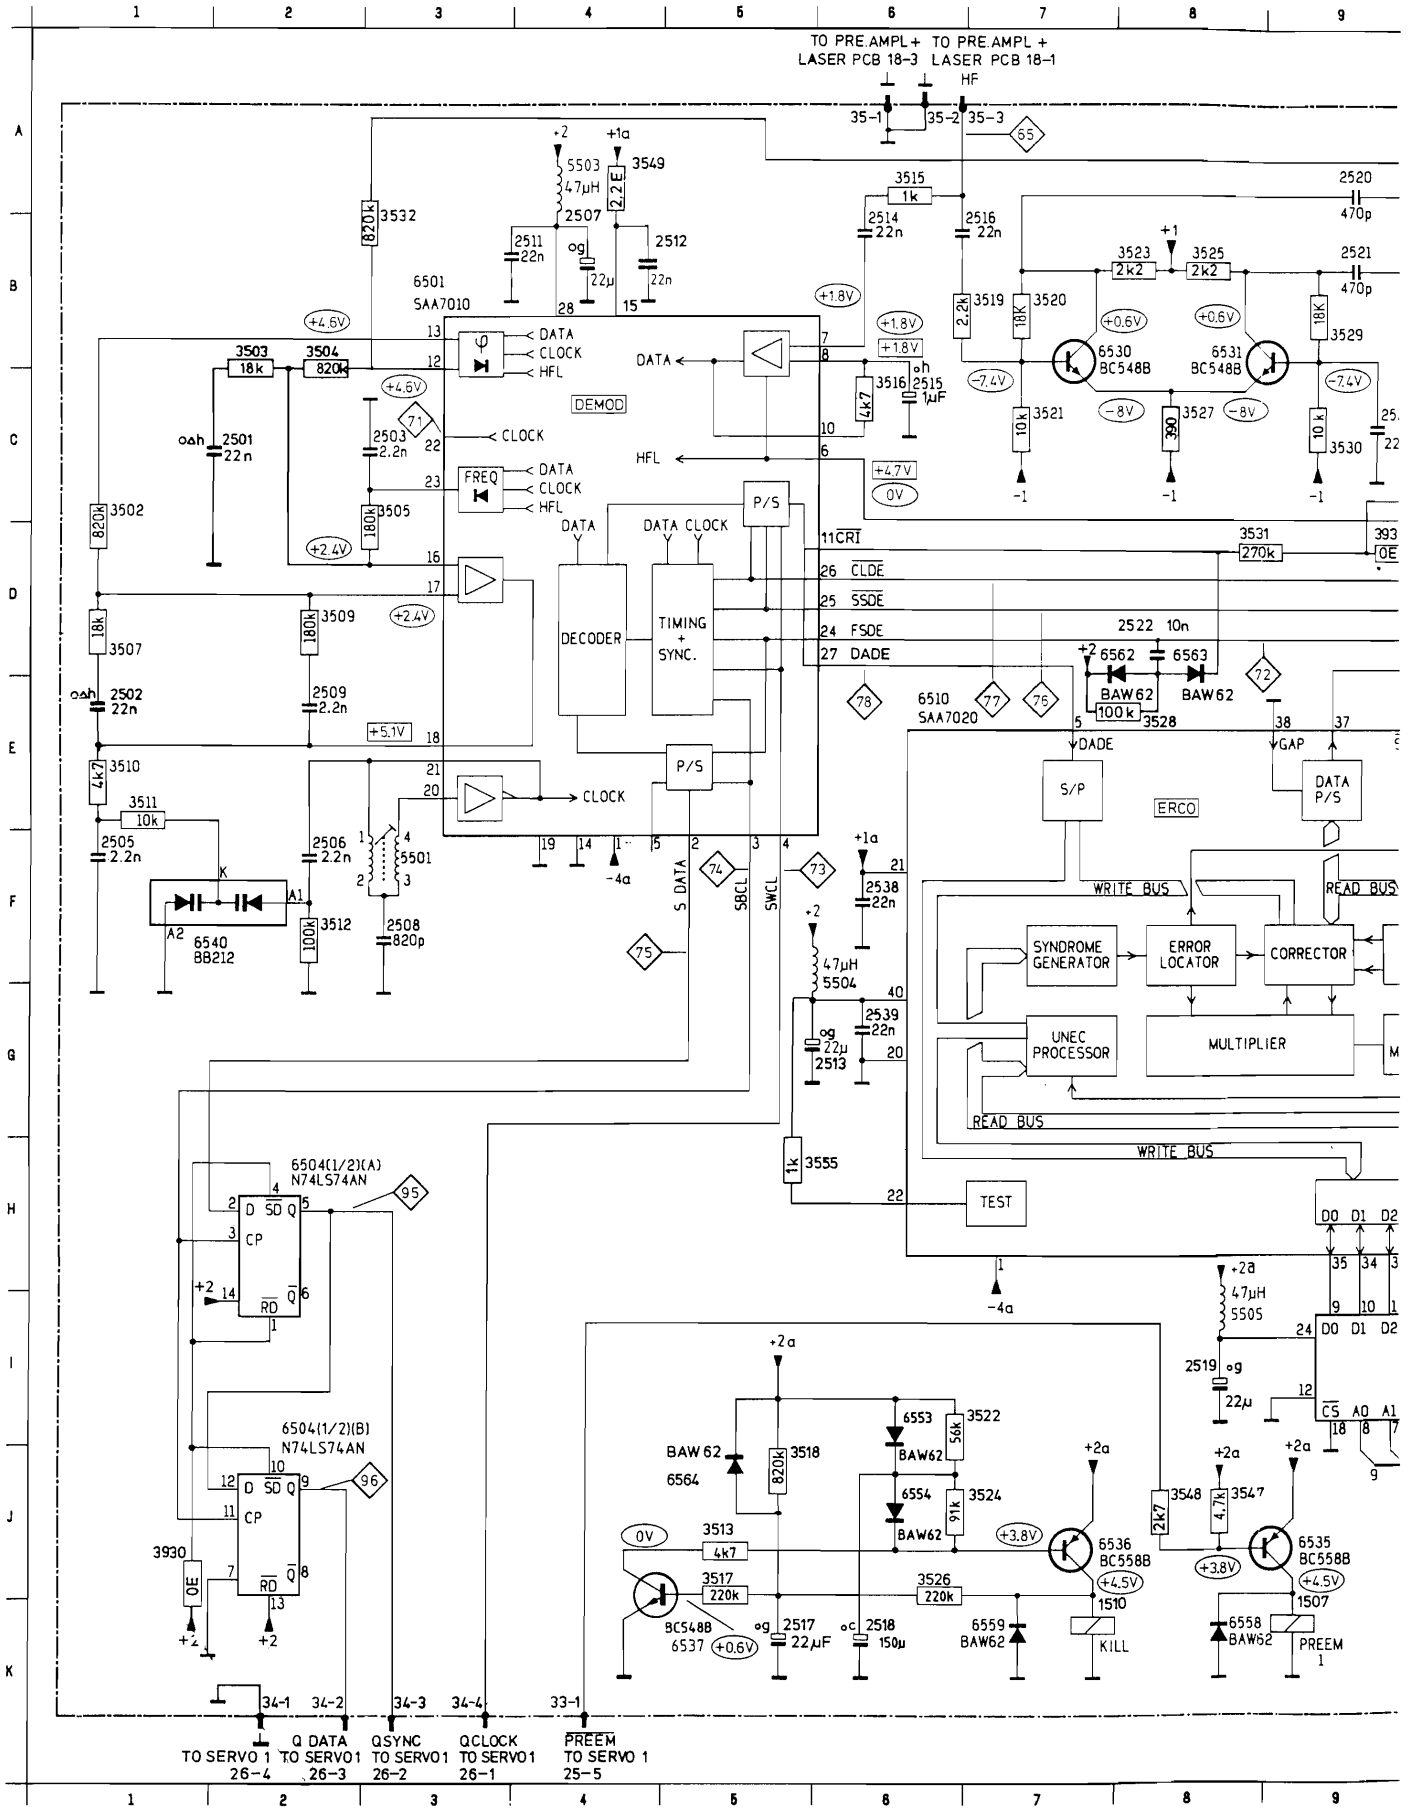 1 2 3 4 5 6 7 8 9
TO PRE.AMPL+ TO PRE.AMPL +
LASER PCB 18-3 LASER PCB 18-1
HF
A
35-1 35-2 35-3
65
+2 +1a
5503 3549
47µH 2.2E
3515 2520
1k 470p
820k 3532
2507
2511 22n
og 22µ
2512 22n
2514 22n
2516 22n
3523 +1 3525
2k2 2k2
2521
470p
B
6501
SAA7010
28 15
+1.8V
2.2k 3519
18K 3520
+0.6V +0.6V
18K
3529
+4.6V
13 φ DATA
CLOCK
12 HFL
7
8
DATA
+1.8V
+1.8V
6530
BC548B
6531
BC548B
3503 3504
18k 820k
+4.6V
DEMOD
3516
4k7
oh
2515
1µF
-7.4V -7.4V
3521
10k
-8V
3527
390
-8V
10k
3530
25.
22
C
o∆h 2501
22n
71
22 CLOCK
2503
2.2n
10
HFL 6
+4.7V
0V
-1 -1 -1
23 FREQ DATA
CLOCK
HFL
P/S
3502
820k
3505
180k
DATA DATA CLOCK
11 CRI
3531
270k
393
0E
+2.4V 16
26 CLDE
D
17
25 SSDE
18k
3507
180k 3509
+2.4V
DECODER
TIMING
+
SYNC.
24 FSDE
27 DADE
2522 10n
+2 6562 6563
BAW62 BAW62
100k 3528
72
o∆h 2502
22n
2509
2.2n
78 77 76
6510
SAA7020
5 38 37
+5.1V 18
E
DADE GAP
21
20 CLOCK
P/S
S/P
ERCO
DATA
P/S
3510
4k7
3511
10k
2505
2.2n
2506
2.2n
1 4
5501
2 3
19 14 1 5 2 3 4
-4a
74 73
+1a
21
2538
22n
F
K
A1
A2
6540
BB212
3512
100k
2508
820p
S DATA SBCL SWCL
75
+2
47µH
5504
WRITE BUS READ BUS
SYNDROME
GENERATOR
ERROR
LOCATOR
CORRECTOR
40
2539
22n
20
og
22µ
2513
UNEC
PROCESSOR
MULTIPLIER
M
G
READ BUS
WRITE BUS
1k 3555
22
TEST
H
6504(1/2)(A)
N74LS74AN
4
2 D SD Q 5
3 CP
95
+2 14 Q 6
RD
1
1
-4a
D0 D1 D2
35 34 3
+2a
47µH
5505
9 10 1
24 D0 D1 D2
I
+2a
2519 og
22µ
12
CS A0 A1
18 8 7
9
6504(1/2)(B)
N74LS74AN
10
12 D SD Q 9
11 CP
96
7 Q 8
RD
13
+2
J
3930
0E
+2
BAW62
6564
820k 3518
6553
BAW62
6554
BAW62
3522
56k
3524
91k
+2a +2a +2a
3548
2k7
3547
4.7k
0V
3513
4k7
3517
220k
3526
220k
+3.8V
6536
BC558B
+4.5V
+3.8V
6535
BC558B
+4.5V
BC548B
6537
+0.6V
og 2517
22µF
oc 2518
150µ
6559
BAW62
1510
KILL
6558
BAW62
1507
PREEM
1
K
34-1 34-2 34-3 34-4 33-1
TO SERVO 1
26-4
Q DATA
TO SERVO1
26-3
QSYNC
TO SERVO1
26-2
QCLOCK
TO SERVO1
26-1
PREEM
TO SERVO 1
25-5
1 2 3 4 5 6 7 8 9